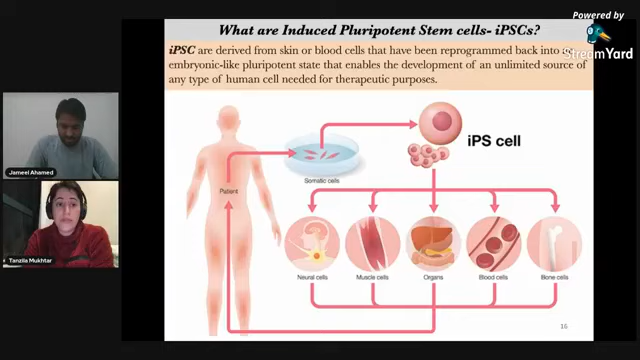 Powered by
StreamYard
What are Induced Pluripotent Stem cells- iPSCs?
iPSC are derived from skin or blood cells that have been reprogrammed back into
embryonic-like pluripotent state that enables the development of an unlimited source of
any type of human cell needed for therapeutic purposes.
iPS cell
Somatic cells
Patient
Jameel Ahamed
Tanzila Mukhtar
Neural cells
Muscle cells
Organs
Blood cells
Bone cells
16